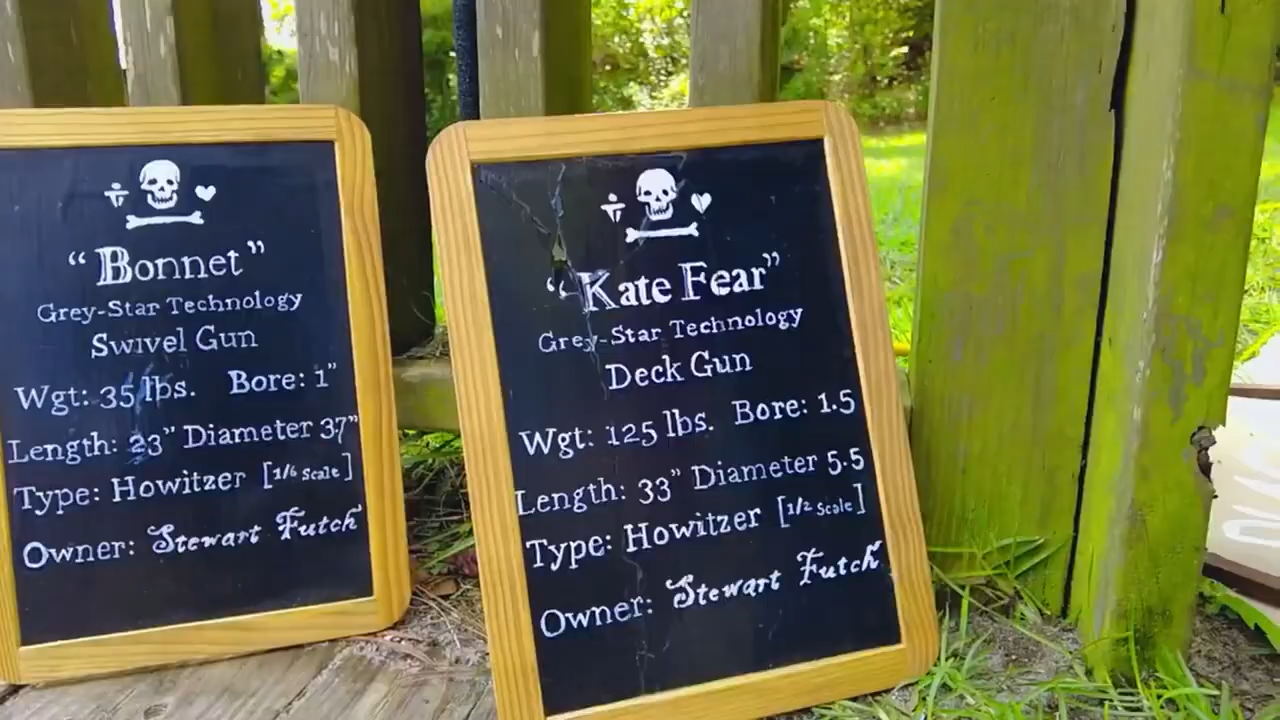 “Bonnet”
Grey-Star Technology
Swivel Gun
Wgt: 35 lbs. Bore: 1"
Length: 23" Diameter 3.7"
Type: Howitzer [1/6 Scale]
Owner: Stewart Futch
“Kate Fear”
Grey-Star Technology
Deck Gun
Wgt: 125 lbs. Bore: 1.5
Length: 33" Diameter 5.5
Type: Howitzer [1/2 Scale]
Owner: Stewart Futch